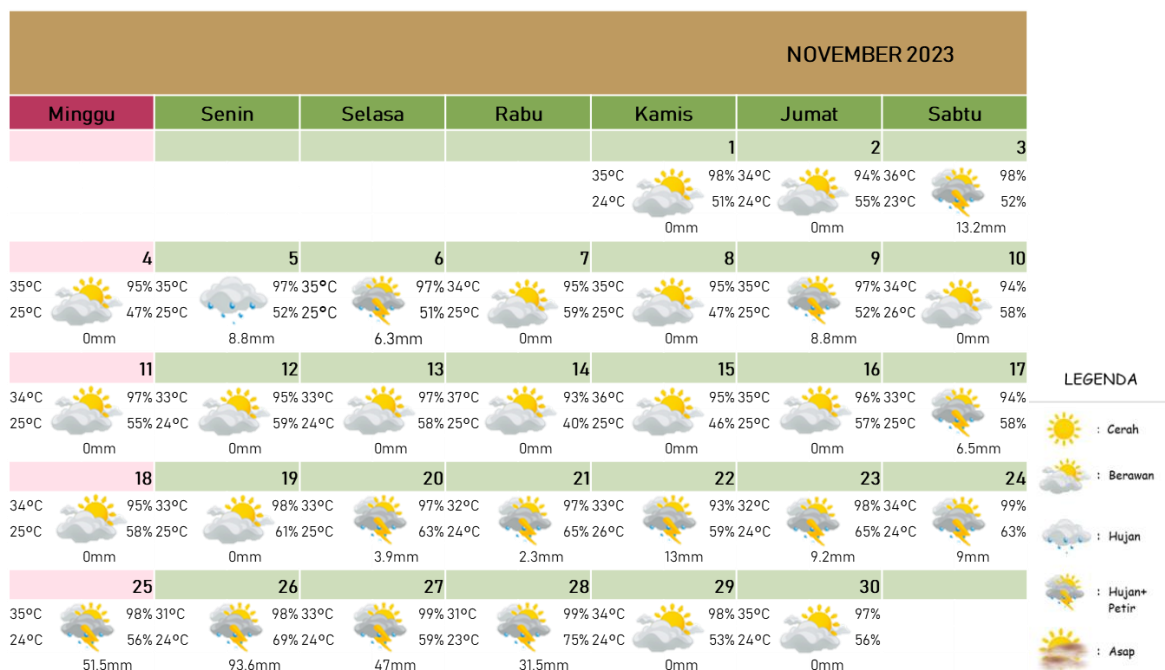 NOVEMBER 2023
Minggu Senin Selasa Rabu Kamis Jumat Sabtu
1 2 3
35°C 98% 34°C 94% 36°C 98%
24°C 51% 24°C 55% 23°C 52%
0mm 0mm 13.2mm
4 5 6 7 8 9 10
35°C 95% 35°C 97% 35°C 97% 34°C 95% 35°C 95% 35°C 97% 34°C 94%
25°C 47% 25°C 52% 25°C 51% 25°C 59% 25°C 47% 25°C 52% 26°C 58%
0mm 8.8mm 6.3mm 0mm 0mm 8.8mm 0mm
11 12 13 14 15 16 17
34°C 97% 33°C 95% 33°C 97% 37°C 93% 36°C 95% 35°C 96% 33°C 94%
25°C 55% 24°C 59% 24°C 58% 25°C 40% 25°C 46% 25°C 57% 25°C 58%
0mm 0mm 0mm 0mm 0mm 0mm 6.5mm
18 19 20 21 22 23 24
34°C 95% 33°C 98% 33°C 97% 32°C 97% 33°C 93% 32°C 98% 34°C 99%
25°C 58% 25°C 61% 25°C 63% 24°C 65% 26°C 59% 24°C 65% 24°C 63%
0mm 0mm 3.9mm 2.3mm 13mm 9.2mm 9mm
25 26 27 28 29 30
35°C 98% 31°C 98% 33°C 99% 31°C 99% 34°C 98% 35°C 97%
24°C 56% 24°C 69% 24°C 59% 23°C 75% 24°C 53% 24°C 56%
51.5mm 93.6mm 47mm 31.5mm 0mm 0mm
LEGENDA
: Cerah
: Berawan
: Hujan
: Hujan+
Petir
: Asap